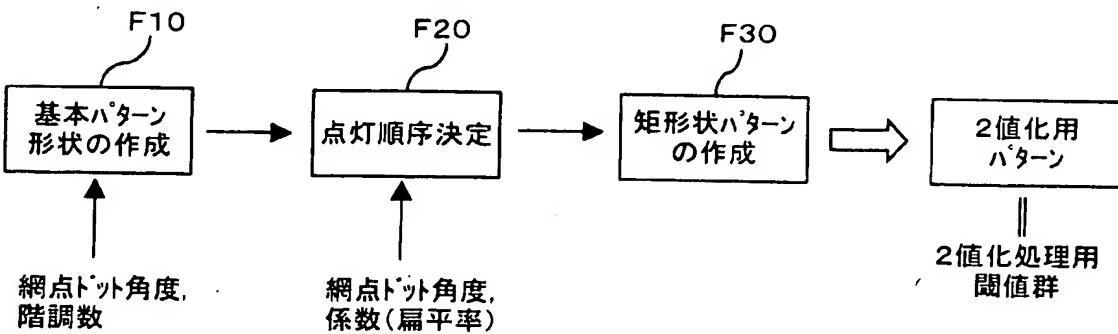 F10
F20
F30
基本パターン
形状の作成
点灯順序決定
矩形状パターン
の作成
2値化用
パターン
網点ドット角度,
階調数
網点ドット角度,
係数(扁平率)
2値化処理用
閾値群